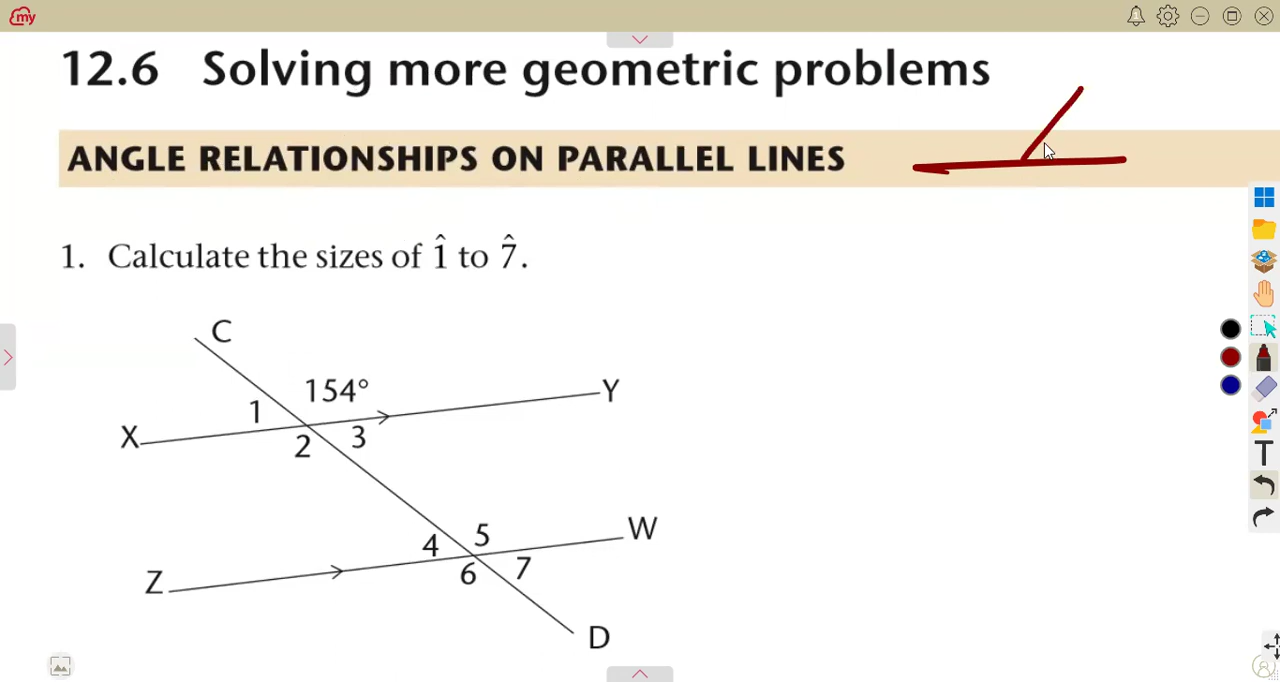 my
12.6 Solving more geometric problems
ANGLE RELATIONSHIPS ON PARALLEL LINES
1. Calculate the sizes of 1̂ to 7̂.
C
154°
Y
1
X
2 3
W
5
4
Z
6 7
D
T